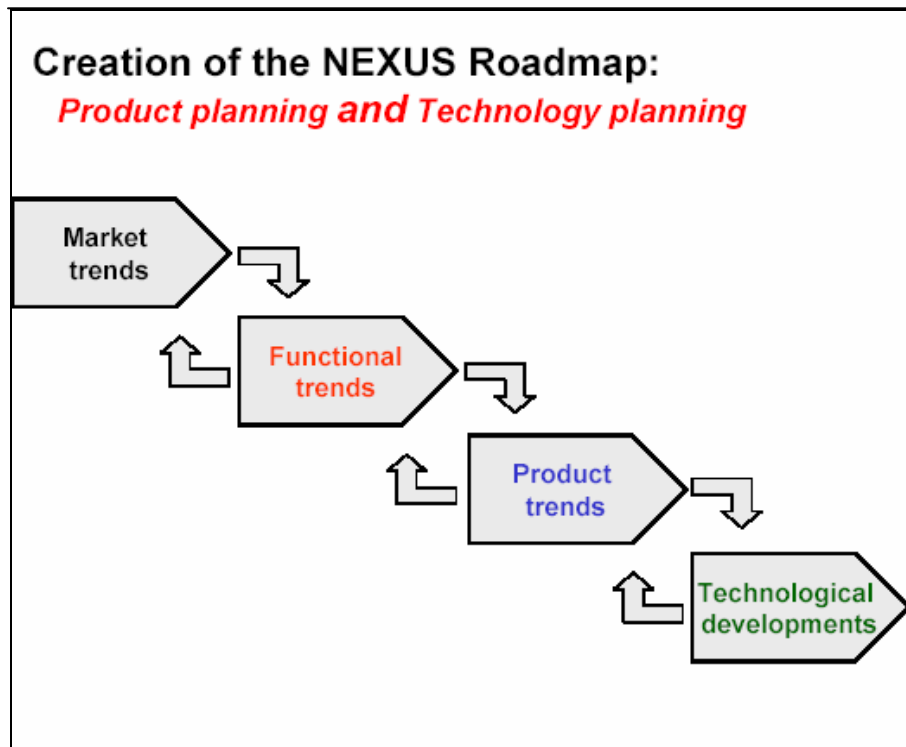 Creation of the NEXUS Roadmap:
Product planning and Technology planning
Market
trends
Functional
trends
Product
trends
Technological
developments